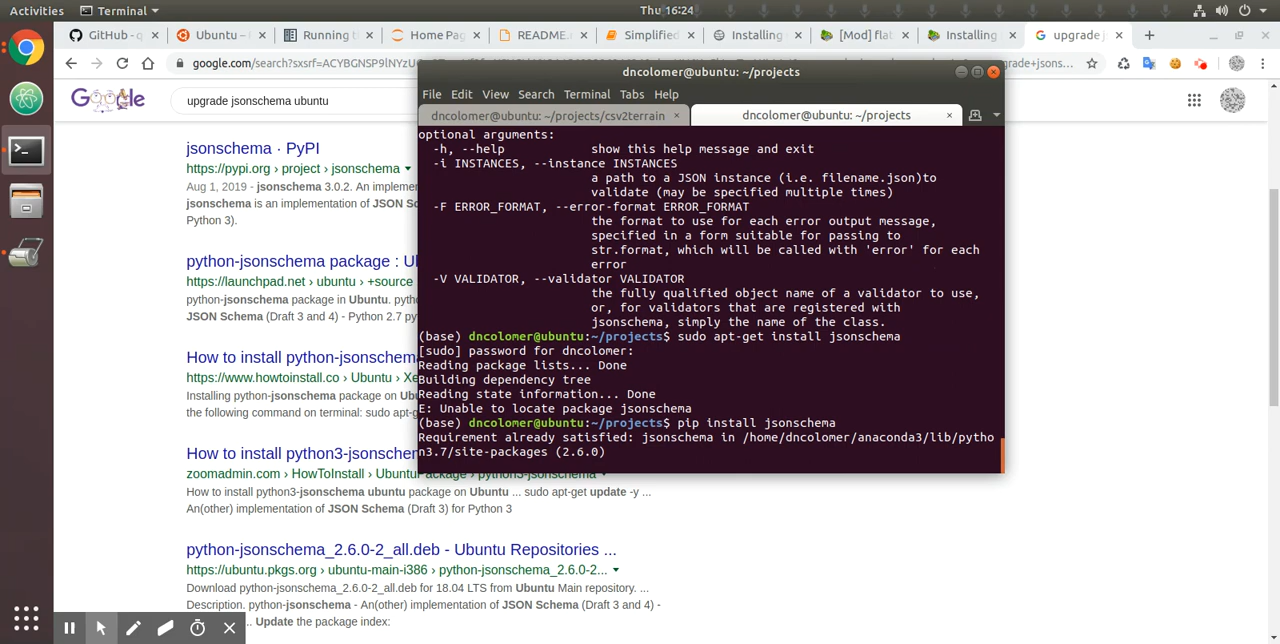 Activities
Terminal
Thu 16:24
GitHub - q
Ubuntu –
Running t
Home Pag
README.
Simplified
Installing
[Mod] flat
Installing
upgrade j
google.com/search?sxsrf=ACYBGNSP9lNYzU
grade+jsons...
Google
upgrade jsonschema ubuntu
jsonschema · PyPI
https://pypi.org › project › jsonschema
Aug 1, 2019 - jsonschema 3.0.2. An implemen
jsonschema is an implementation of JSON Sc
Python 3).
python-jsonschema package : U
https://launchpad.net › ubuntu › +source
python-jsonschema package in Ubuntu. pyth
JSON Schema (Draft 3 and 4) - Python 2.7 p
How to install python-jsonschema
https://www.howtoinstall.co › Ubuntu › Xe
Installing python-jsonschema package on Ub
the following command on terminal: sudo apt-
How to install python3-jsonschem
zoomadmin.com › HowToInstall › UbuntuPackage › python3-jsonschema
How to install python3-jsonschema ubuntu package on Ubuntu ... sudo apt-get update -y ...
An(other) implementation of JSON Schema (Draft 3) for Python 3
python-jsonschema_2.6.0-2_all.deb - Ubuntu Repositories ...
https://ubuntu.pkgs.org › ubuntu-main-i386 › python-jsonschema_2.6.0-2...
Download python-jsonschema_2.6.0-2_all.deb for 18.04 LTS from Ubuntu Main repository. ...
Description. python-jsonschema - An(other) implementation of JSON Schema (Draft 3 and 4) -
... Update the package index:
dncolomer@ubuntu: ~/projects
File Edit View Search Terminal Tabs Help
dncolomer@ubuntu: ~/projects/csv2terrain
dncolomer@ubuntu: ~/projects
optional arguments:
-h, --help show this help message and exit
-i INSTANCES, --instance INSTANCES
a path to a JSON instance (i.e. filename.json)to
validate (may be specified multiple times)
-F ERROR_FORMAT, --error-format ERROR_FORMAT
the format to use for each error output message,
specified in a form suitable for passing to
str.format, which will be called with 'error' for each
error
-V VALIDATOR, --validator VALIDATOR
the fully qualified object name of a validator to use,
or, for validators that are registered with
jsonschema, simply the name of the class.
(base) dncolomer@ubuntu:~/projects$ sudo apt-get install jsonschema
[sudo] password for dncolomer:
Reading package lists... Done
Building dependency tree
Reading state information... Done
E: Unable to locate package jsonschema
(base) dncolomer@ubuntu:~/projects$ pip install jsonschema
Requirement already satisfied: jsonschema in /home/dncolomer/anaconda3/lib/pytho
n3.7/site-packages (2.6.0)